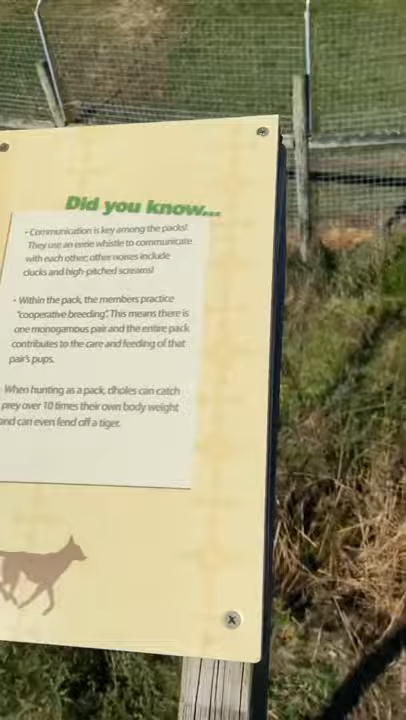 Did you know...
• Communication is key among the packs!
They use an eerie whistle to communicate
with each other; other noises include
clucks and high-pitched screams!
• Within the pack, the members practice
"cooperative breeding". This means there is
one monogamous pair and the entire pack
contributes to the care and feeding of that
pair's pups.
When hunting as a pack, dholes can catch
prey over 10 times their own body weight
and can even fend off a tiger.